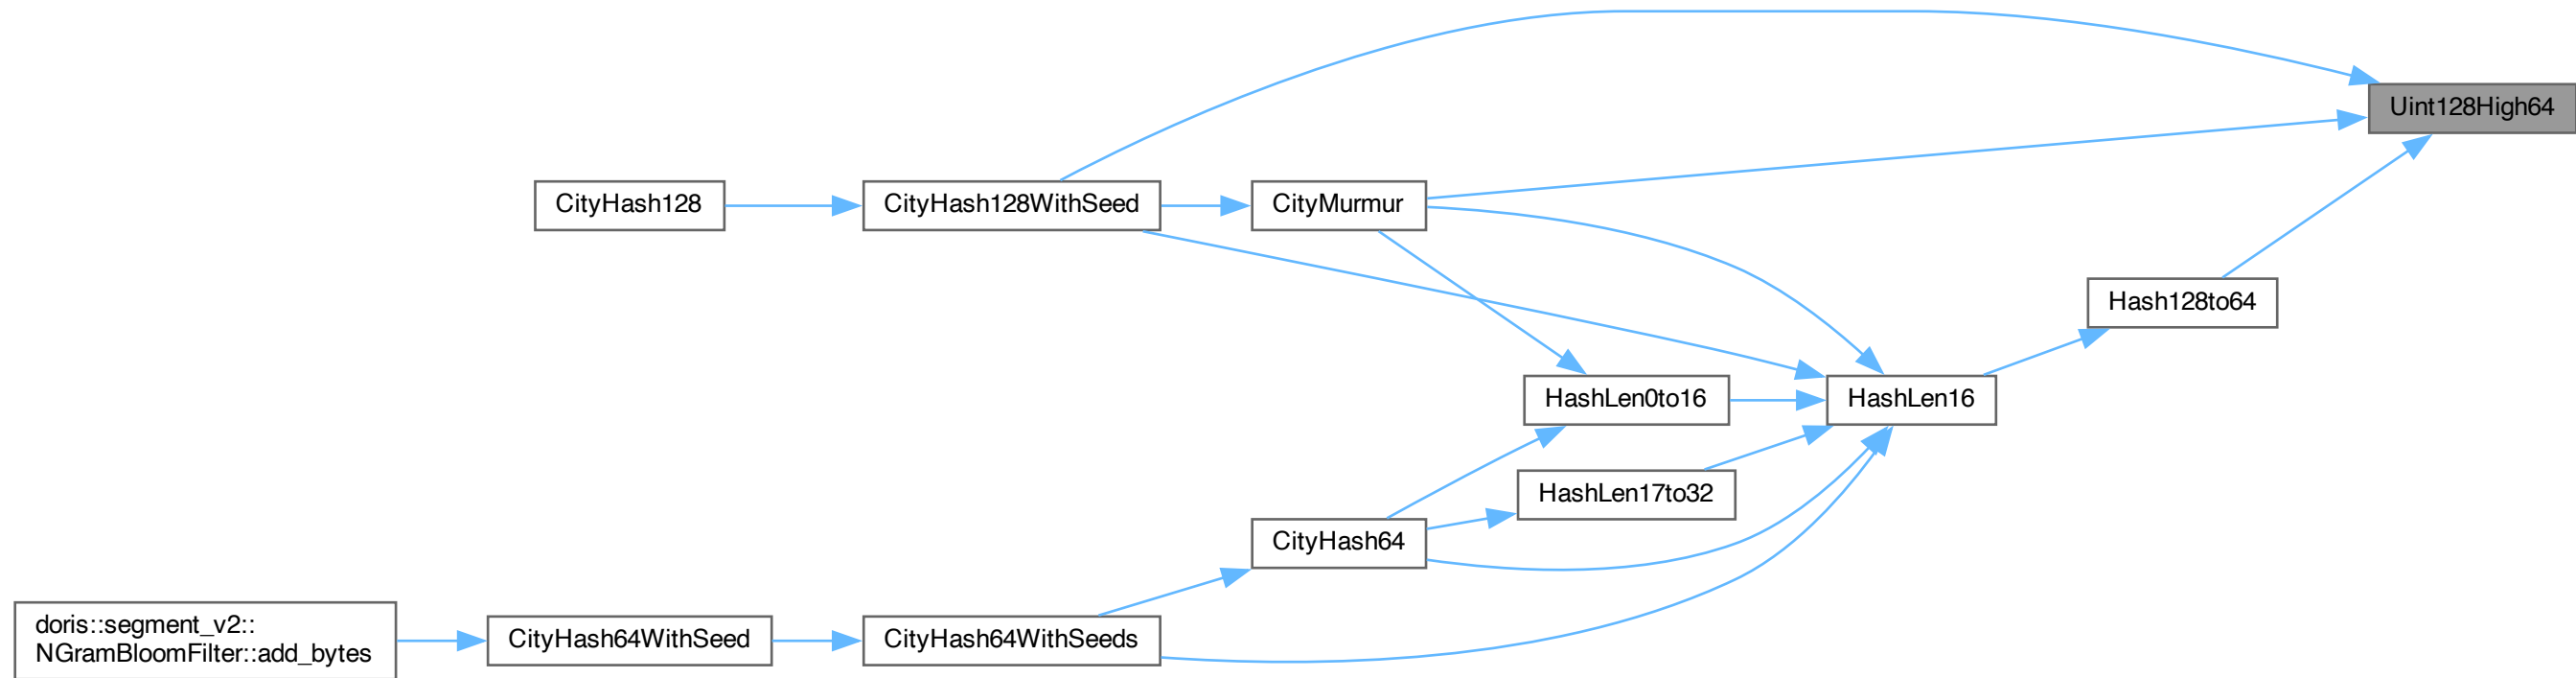 Uint128High64
CityHash128
CityHash128WithSeed
CityMurmur
Hash128to64
HashLen0to16
HashLen16
HashLen17to32
CityHash64
doris::segment_v2::
NGramBloomFilter::add_bytes
CityHash64WithSeed
CityHash64WithSeeds